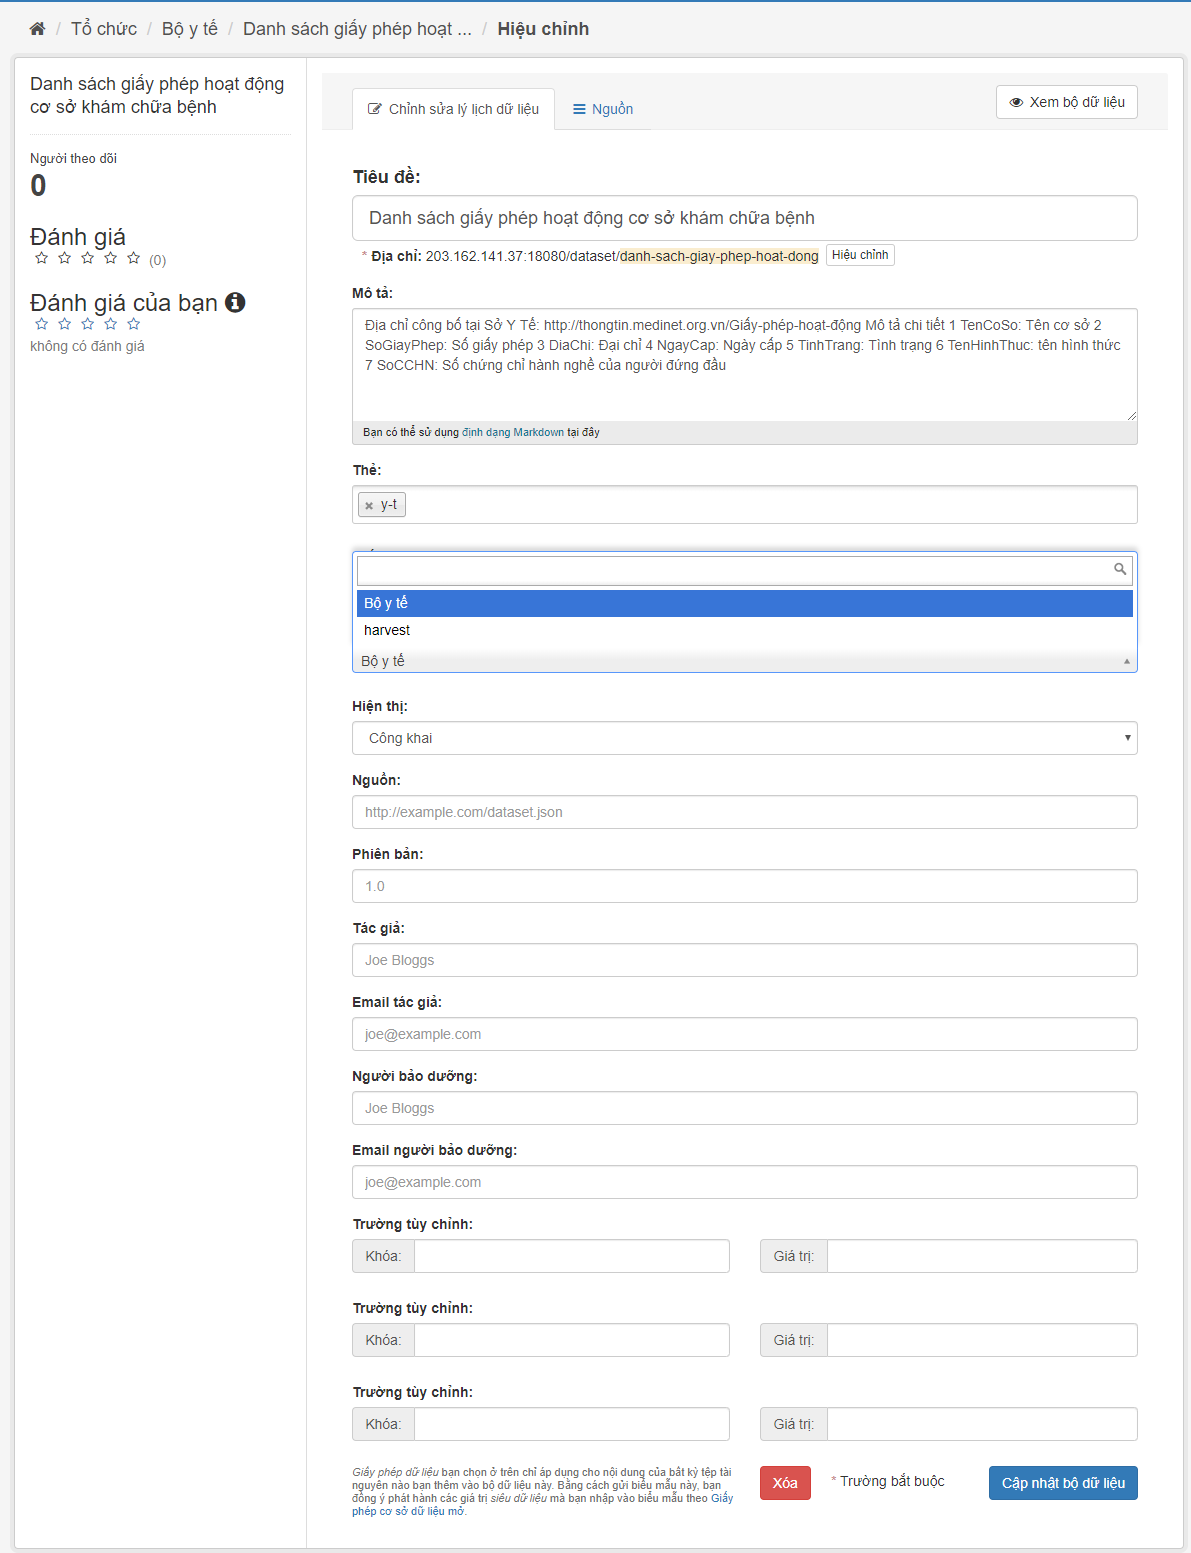 / Tổ chức / Bộ y tế / Danh sách giấy phép hoạt ... / Hiệu chỉnh
Danh sách giấy phép hoạt động
cơ sở khám chữa bệnh
Người theo dõi
0
Đánh giá
(0)
Đánh giá của bạn
không có đánh giá
Chỉnh sửa lý lịch dữ liệu
Nguồn
Xem bộ dữ liệu
Tiêu đề:
Danh sách giấy phép hoạt động cơ sở khám chữa bệnh
* Địa chỉ: 203.162.141.37:18080/dataset/danh-sach-giay-phep-hoat-dong Hiệu chỉnh
Mô tả:
Địa chỉ công bố tại Sở Y Tế: http://thongtin.medinet.org.vn/Giấy-phép-hoạt-động Mô tả chi tiết 1 TenCoSo: Tên cơ sở 2
SoGiayPhep: Số giấy phép 3 DiaChi: Đại chỉ 4 NgayCap: Ngày cấp 5 TinhTrang: Tình trạng 6 TenHinhThuc: tên hình thức
7 SoCCHN: Số chứng chỉ hành nghề của người đứng đầu
Bạn có thể sử dụng định dạng Markdown tại đây
Thẻ:
× y-t
Bộ y tế
harvest
Bộ y tế
Hiện thị:
Công khai
Nguồn:
http://example.com/dataset.json
Phiên bản:
1.0
Tác giả:
Joe Bloggs
Email tác giả:
joe@example.com
Người bảo dưỡng:
Joe Bloggs
Email người bảo dưỡng:
joe@example.com
Trường tùy chỉnh:
Khóa: Giá trị:
Trường tùy chỉnh:
Khóa: Giá trị:
Trường tùy chỉnh:
Khóa: Giá trị:
Giấy phép dữ liệu bạn chọn ở trên chỉ áp dụng cho nội dung của bất kỳ tệp tài
nguyên nào bạn thêm vào bộ dữ liệu này. Bằng cách gửi biểu mẫu này, bạn
đồng ý phát hành các giá trị siêu dữ liệu mà bạn nhập vào biểu mẫu theo Giấy
phép cơ sở dữ liệu mở.
Xóa
* Trường bắt buộc
Cập nhật bộ dữ liệu